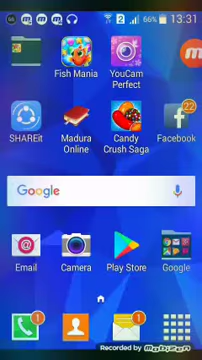 2 66% 13:31
Fish Mania
YouCam
Perfect
SHAREit
Madura
Online
Candy
Crush Saga
22
Facebook
Google
Email
Camera
Play Store
Google
1
1
RECORDED BY